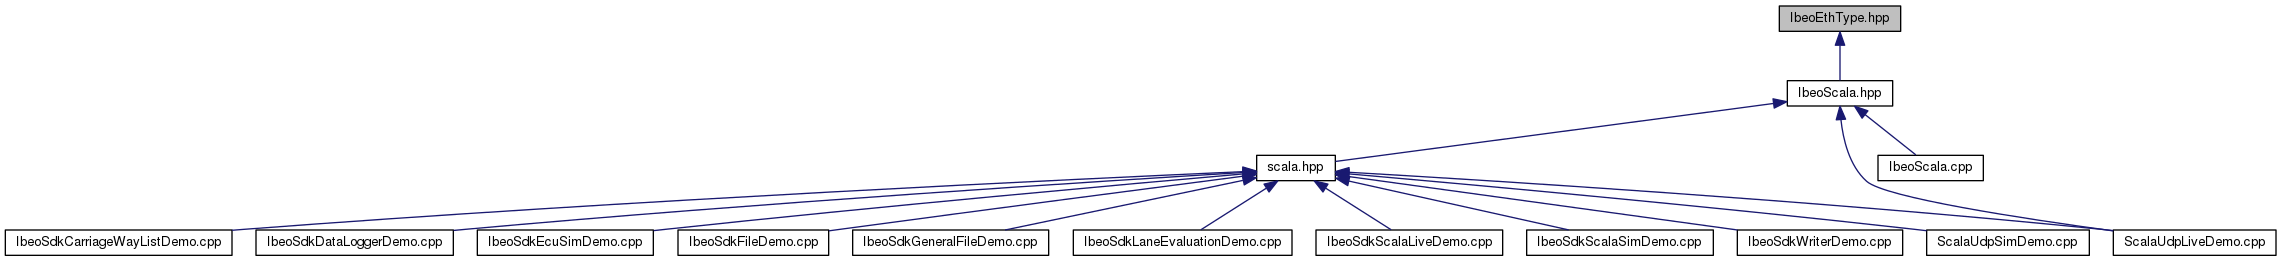 IbeoEthType.hpp
IbeoScala.hpp
scala.hpp
IbeoScala.cpp
IbeoSdkCarriageWayListDemo.cpp
IbeoSdkDataLoggerDemo.cpp
IbeoSdkEcuSimDemo.cpp
IbeoSdkFileDemo.cpp
IbeoSdkGeneralFileDemo.cpp
IbeoSdkLaneEvaluationDemo.cpp
IbeoSdkScalaLiveDemo.cpp
IbeoSdkScalaSimDemo.cpp
IbeoSdkWriterDemo.cpp
ScalaUdpSimDemo.cpp
ScalaUdpLiveDemo.cpp